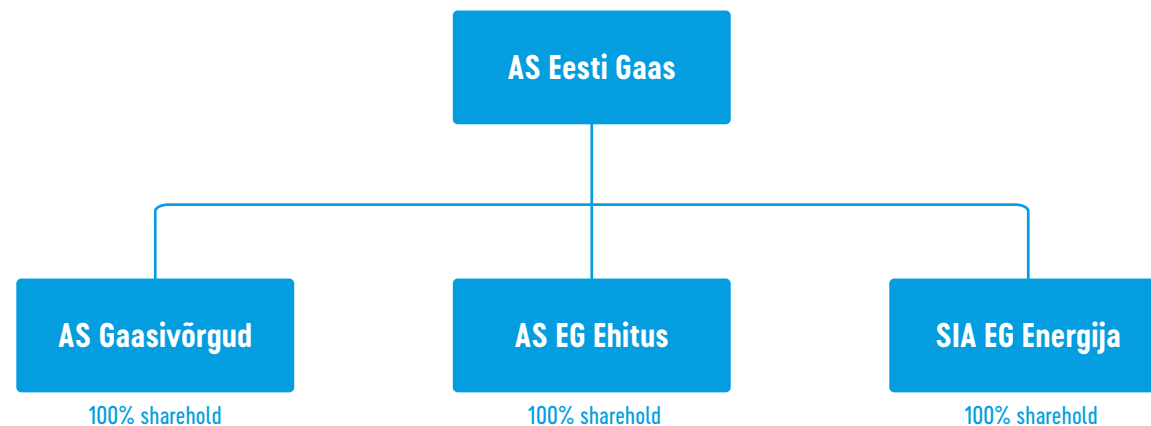 AS Eesti Gaas
AS Gaasivõrgud
AS EG Ehitus
SIA EG Energija
100% sharehold
100% sharehold
100% sharehold